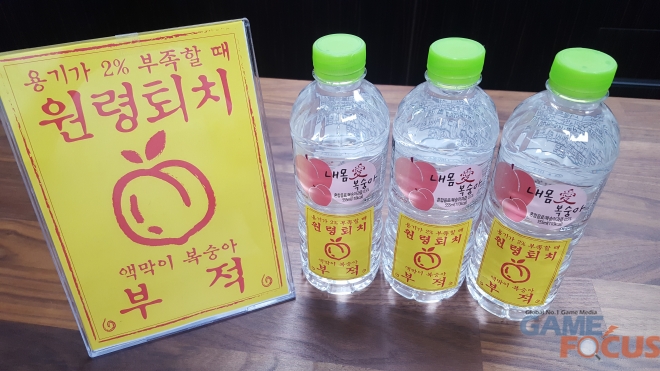 용기가 2% 부족할 때
원령퇴치
액막이 복숭아
부 적
내몸愛
복숭아
용기가 2% 부족할 때
원령퇴치
액막이 복숭아
부 적
내몸愛
복숭아
용기가 2% 부족할 때
원령퇴치
액막이 복숭아
부 적
내몸愛
복숭아
용기가 2% 부족할 때
원령퇴치
액막이 복숭아
부 적
Global No.1 Game Media
GAME
FOCUS